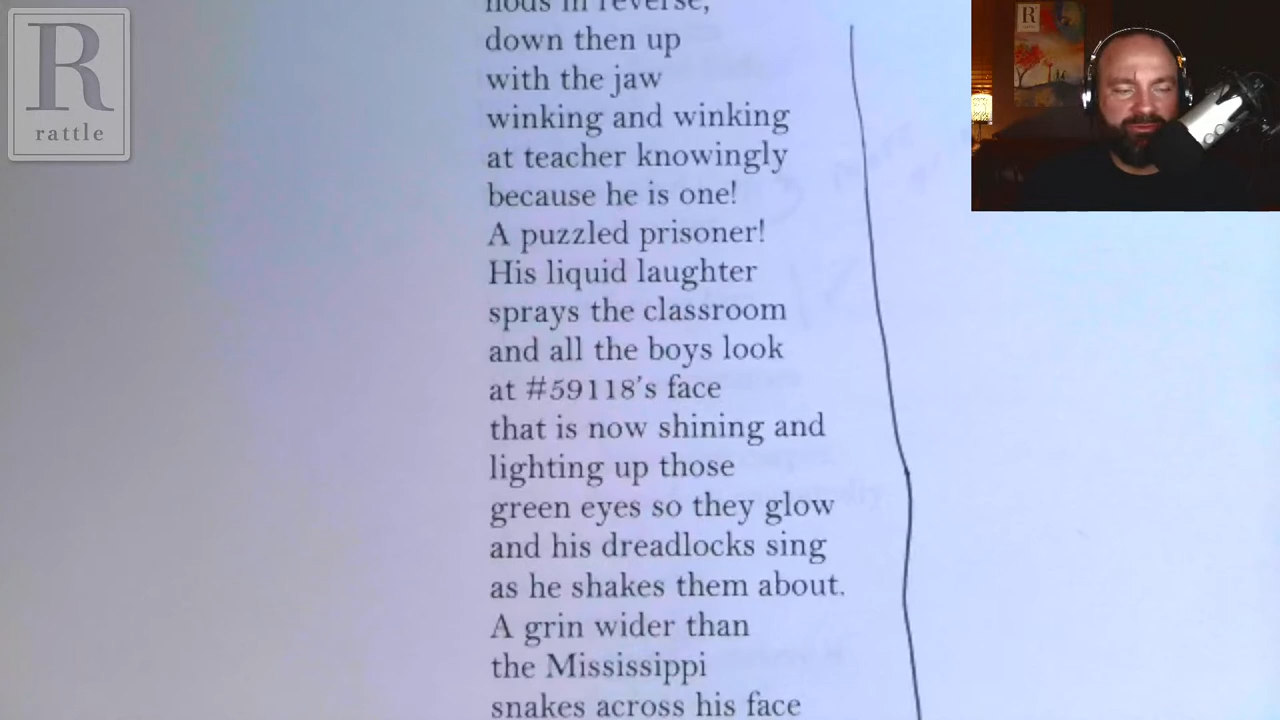 R
rattle
R
nods in reverse,
down then up
with the jaw
winking and winking
at teacher knowingly
because he is one!
A puzzled prisoner!
His liquid laughter
sprays the classroom
and all the boys look
at #59118's face
that is now shining and
lighting up those
green eyes so they glow
and his dreadlocks sing
as he shakes them about.
A grin wider than
the Mississippi
snakes across his face